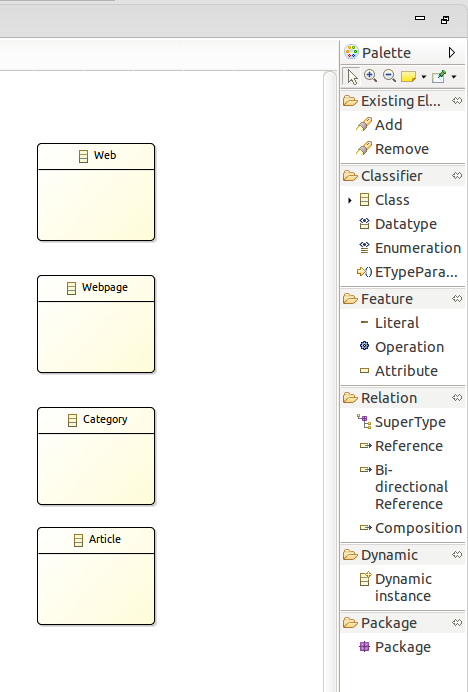 Palette
Existing El...
Add
Remove
Web
Classifier
Class
Datatype
Enumeration
ETypePara...
Webpage
Feature
Literal
Operation
Attribute
Relation
SuperType
Reference
Bi-
directional
Reference
Composition
Category
Article
Dynamic
Dynamic
instance
Package
Package